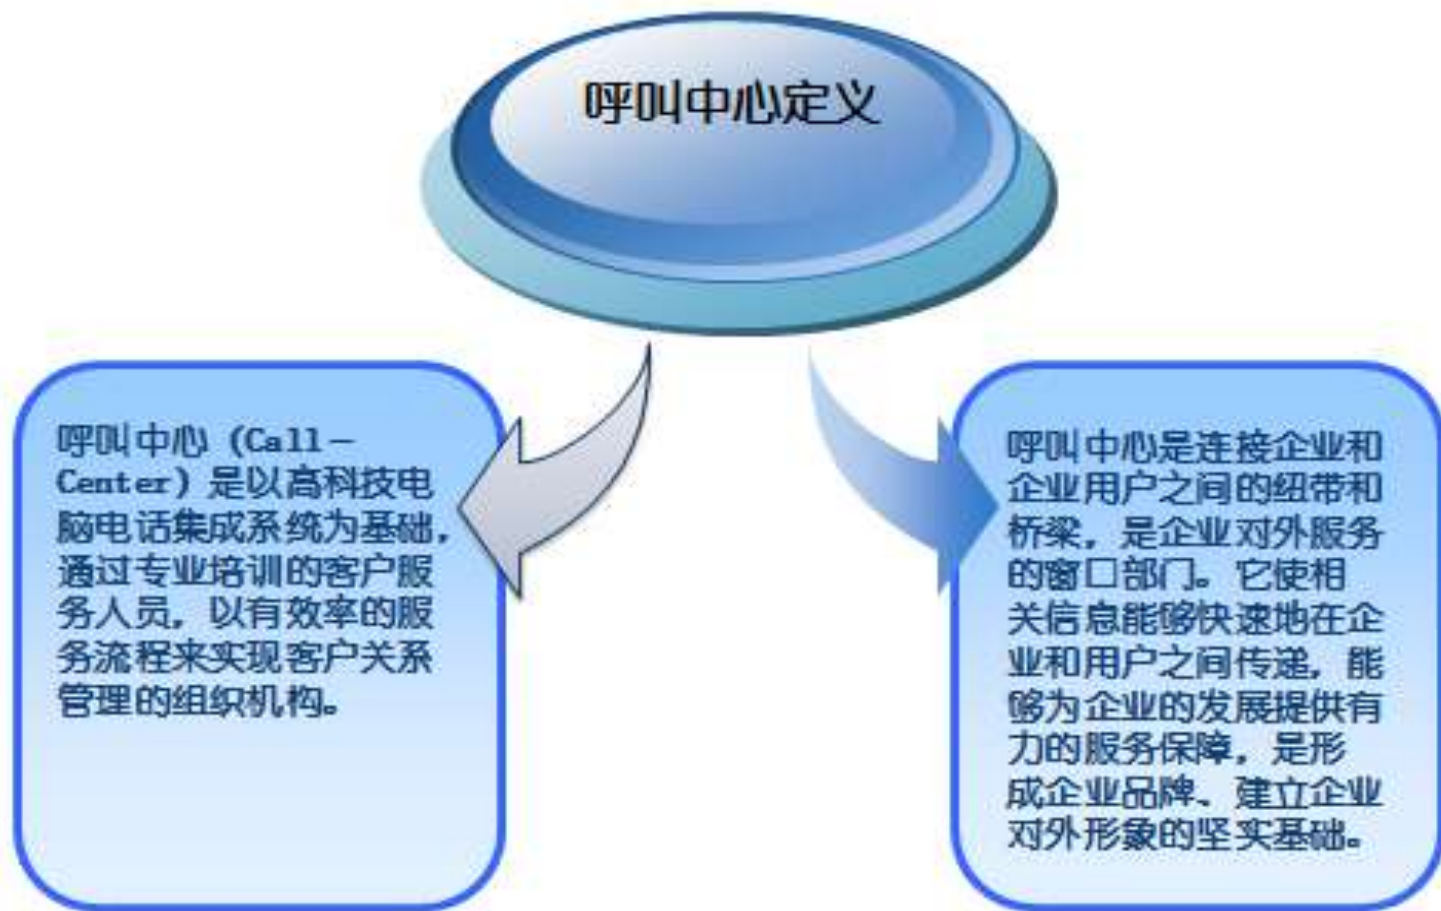 呼叫中心定义
呼叫中心（Call－
Center）是以高科技电
脑电话集成系统为基础，
通过专业培训的客户服
务人员，以有效率的服
务流程来实现客户关系
管理的组织机构。
呼叫中心是连接企业和
企业用户之间的纽带和
桥梁，是企业对外服务
的窗口部门。它使相
关信息能够快速地在企
业和用户之间传递，能
够为企业的发展提供有
力的服务保障，是形
成企业品牌、建立企业
对外形象的坚实基础。